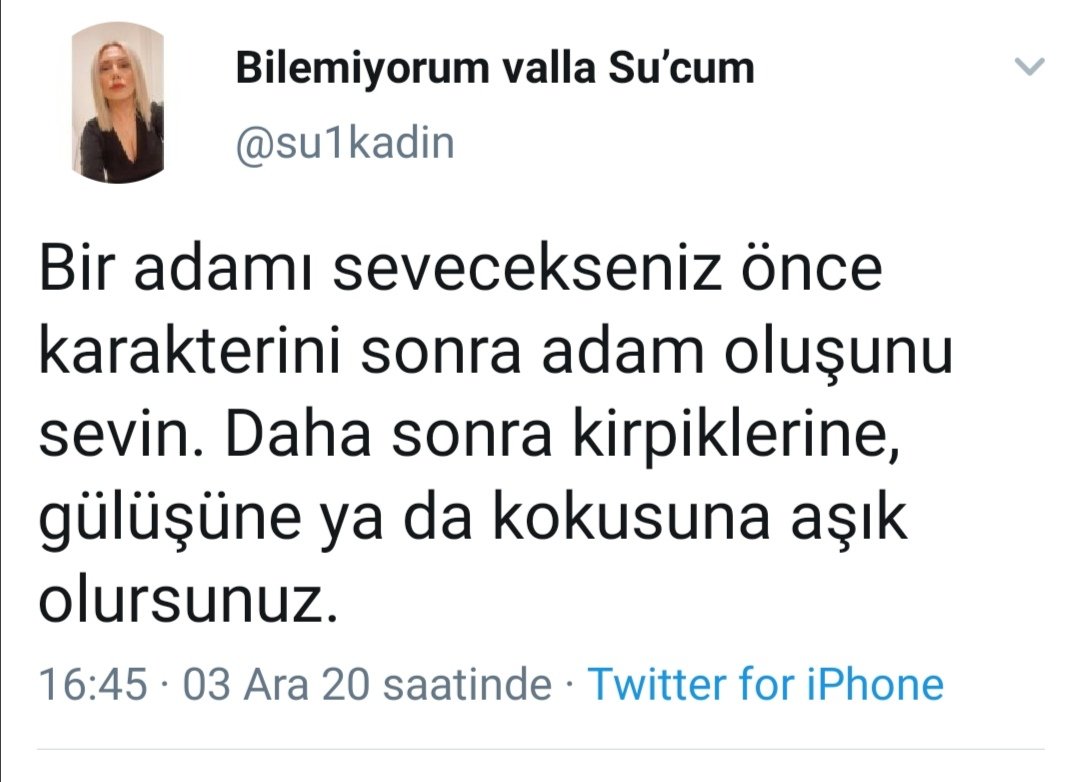 Bilemiyorum valla Su’cum
@su1kadin
Bir adamı sevecekseniz önce
karakterini sonra adam oluşunu
sevin. Daha sonra kirpiklerine,
gülüşüne ya da kokusuna aşık
olursunuz.
16:45 · 03 Ara 20 saatinde · Twitter for iPhone